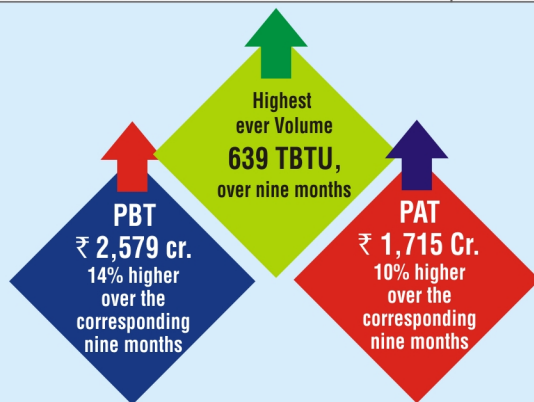 Highest
ever Volume
639 TBTU,
over nine months
PBT
₹ 2,579 cr.
14% higher
over the
corresponding
nine months
PAT
₹ 1,715 Cr.
10% higher
over the
corresponding
nine months